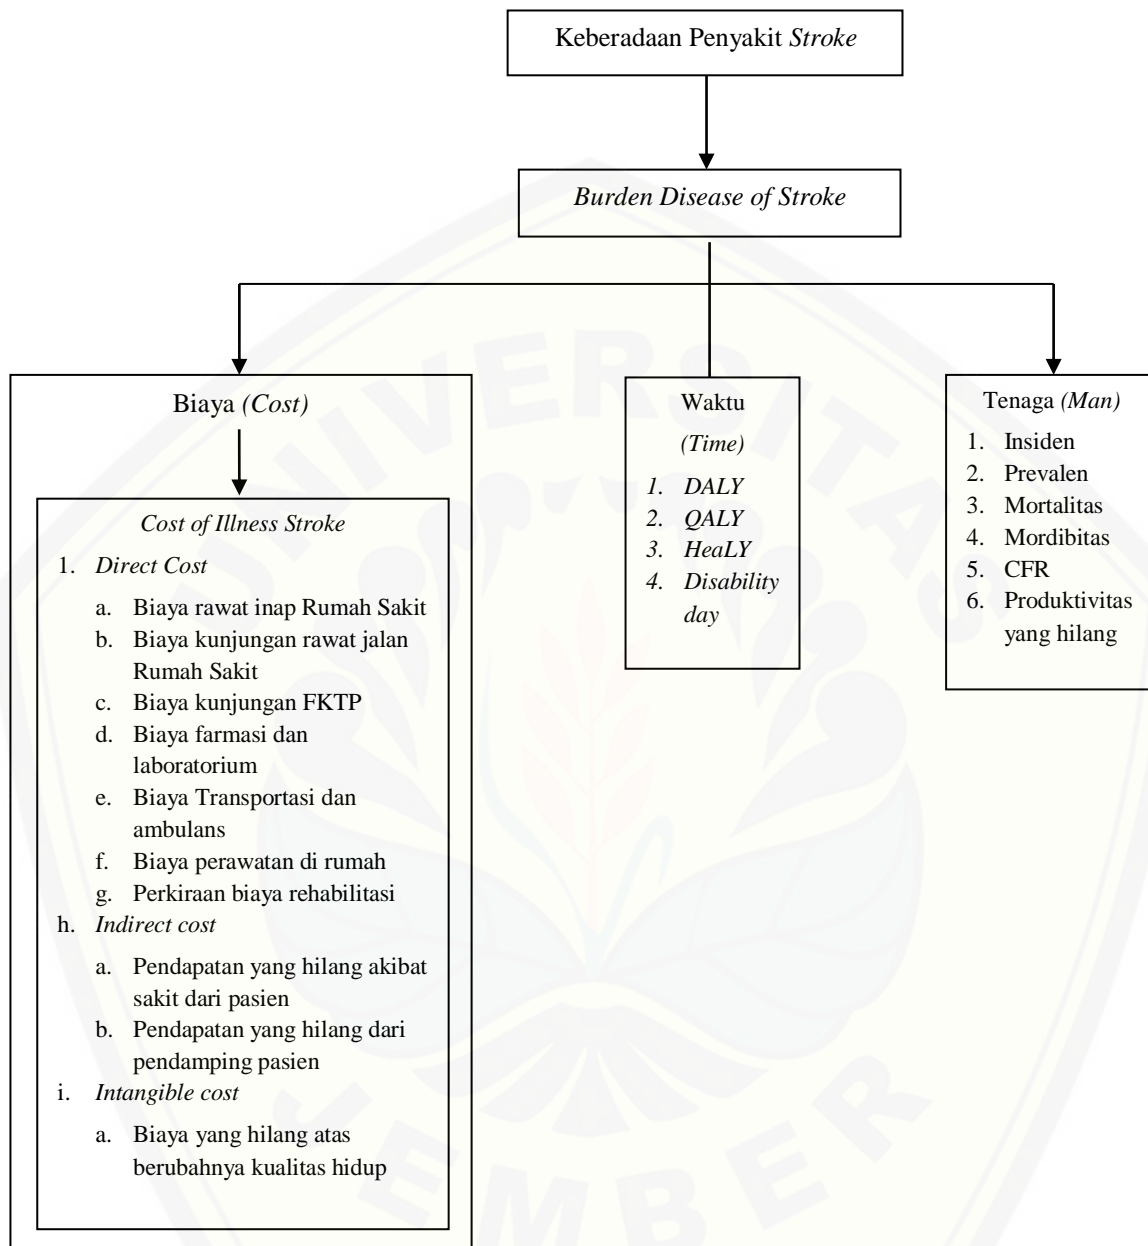 Keberadaan Penyakit Stroke
Burden Disease of Stroke
Biaya (Cost)
Cost of Illness Stroke
1. Direct Cost
a. Biaya rawat inap Rumah Sakit
b. Biaya kunjungan rawat jalan
Rumah Sakit
c. Biaya kunjungan FKTP
d. Biaya farmasi dan
laboratorium
e. Biaya Transportasi dan
ambulans
f. Biaya perawatan di rumah
g. Perkiraan biaya rehabilitasi
h. Indirect cost
a. Pendapatan yang hilang akibat
sakit dari pasien
b. Pendapatan yang hilang dari
pendamping pasien
i. Intangible cost
a. Biaya yang hilang atas
berubahnya kualitas hidup
Waktu
(Time)
1. DALY
2. QALY
3. HeaLY
4. Disability
day
Tenaga (Man)
1. Insiden
2. Prevalen
3. Mortalitas
4. Mordibitas
5. CFR
6. Produktivitas
yang hilang
UNIVERSITAS
JEMBER